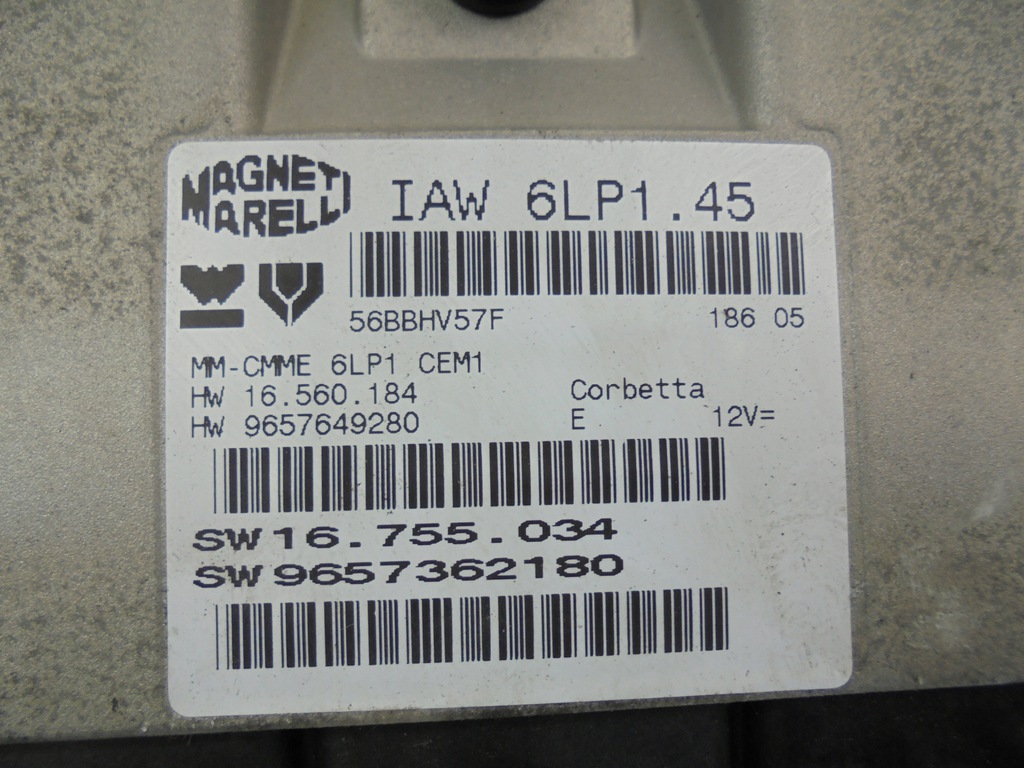 MAGNETI
MARELLI
IAW 6LP1.45
56BBHV57F 186 05
MM-CMME 6LP1 CEM1
HW 16.560.184 Corbetta
HW 9657649280 E 12V=
SW 16.755.034
SW 9657362180